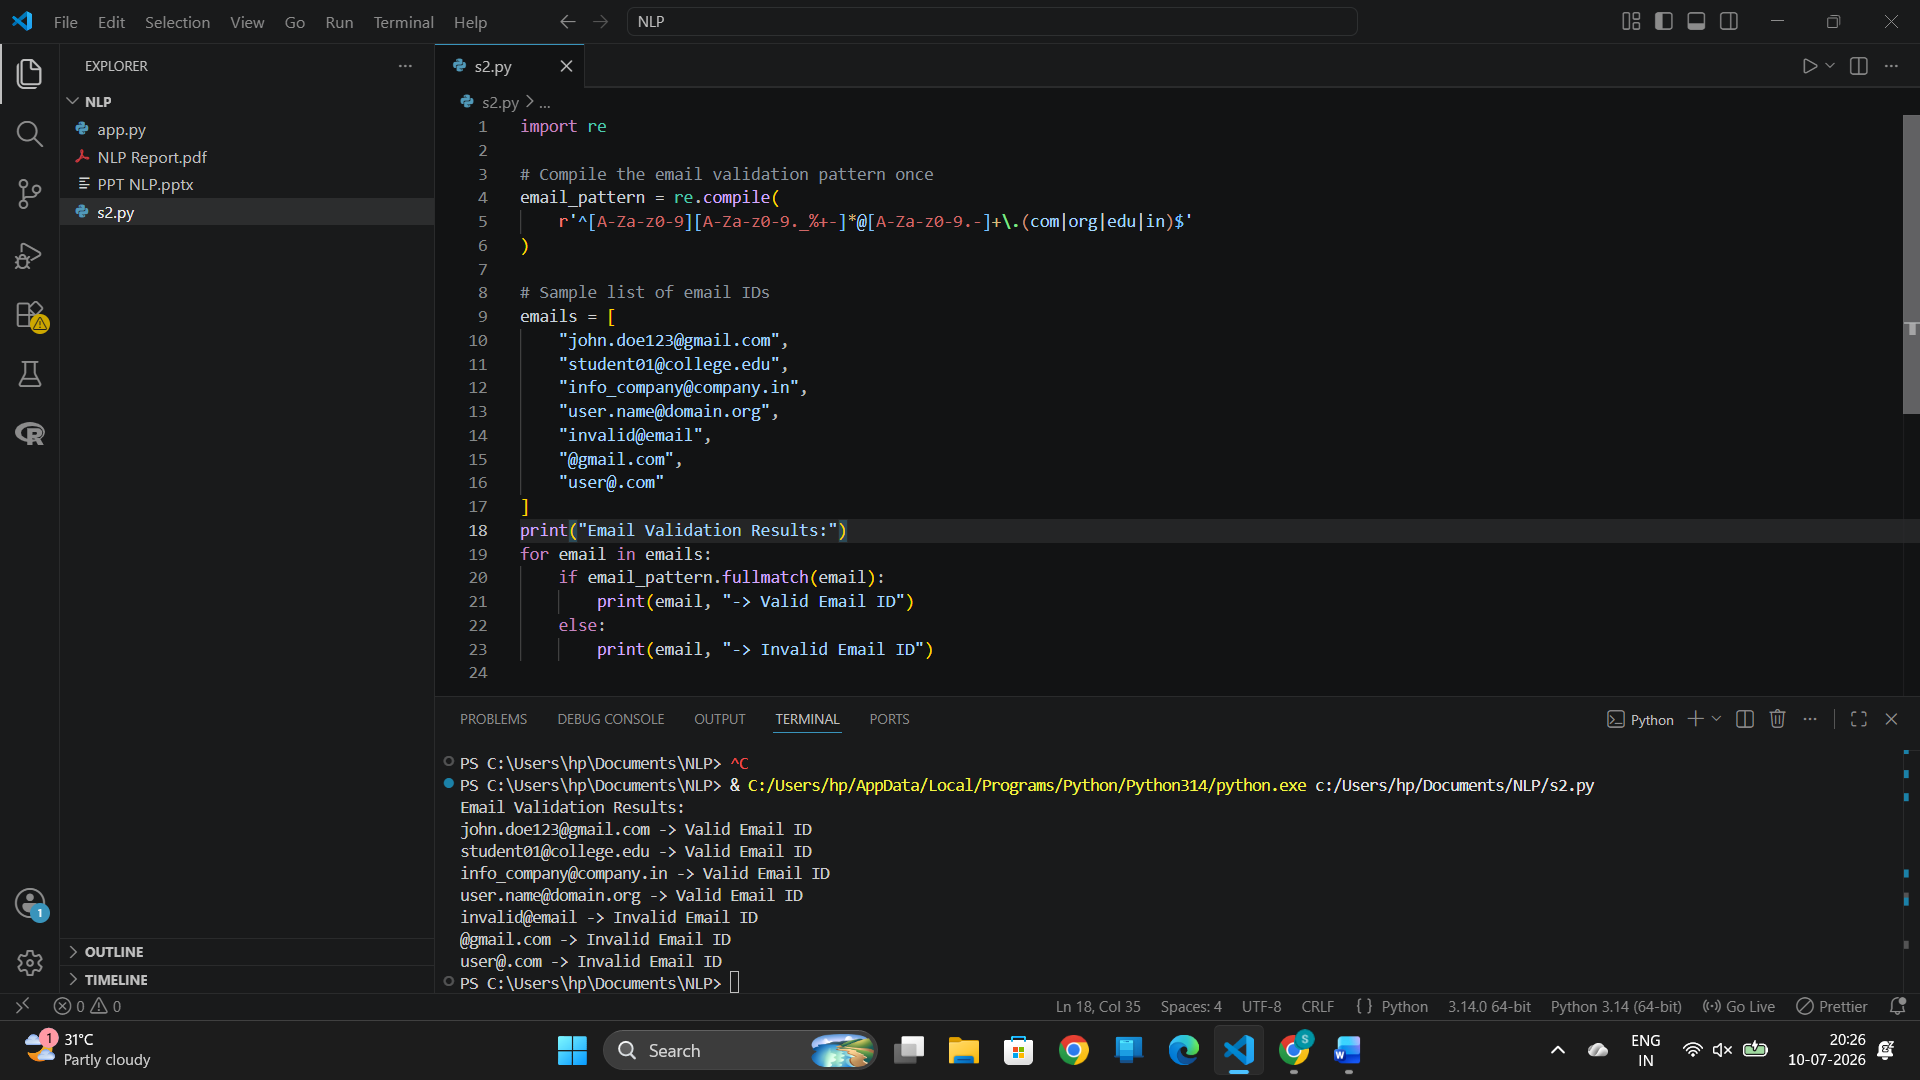 File Edit Selection View Go Run Terminal Help
NLP
EXPLORER
NLP
app.py
NLP Report.pdf
PPT NLP.pptx
s2.py
OUTLINE
TIMELINE
s2.py
s2.py > ...
1 import re
2
3 # Compile the email validation pattern once
4 email_pattern = re.compile(
5 r'^[A-Za-z0-9][A-Za-z0-9._%+-]*@[A-Za-z0-9.-]+\.(com|org|edu|in)$'
6 )
7
8 # Sample list of email IDs
9 emails = [
10 "john.doe123@gmail.com",
11 "student01@college.edu",
12 "info_company@company.in",
13 "user.name@domain.org",
14 "invalid@email",
15 "@gmail.com",
16 "user@.com"
17 ]
18 print("Email Validation Results:")
19 for email in emails:
20 if email_pattern.fullmatch(email):
21 print(email, "-> Valid Email ID")
22 else:
23 print(email, "-> Invalid Email ID")
24
PROBLEMS DEBUG CONSOLE OUTPUT TERMINAL PORTS
Python
PS C:\Users\hp\Documents\NLP> ^C
PS C:\Users\hp\Documents\NLP> & C:/Users/hp/AppData/Local/Programs/Python/Python314/python.exe c:/Users/hp/Documents/NLP/s2.py
Email Validation Results:
john.doe123@gmail.com -> Valid Email ID
student01@college.edu -> Valid Email ID
info_company@company.in -> Valid Email ID
user.name@domain.org -> Valid Email ID
invalid@email -> Invalid Email ID
@gmail.com -> Invalid Email ID
user@.com -> Invalid Email ID
PS C:\Users\hp\Documents\NLP>
1
0 0
Ln 18, Col 35 Spaces: 4 UTF-8 CRLF { } Python 3.14.0 64-bit Python 3.14 (64-bit) Go Live Prettier
1
31°C
Partly cloudy
Search
S
W
ENG
IN
20:26
10-07-2026